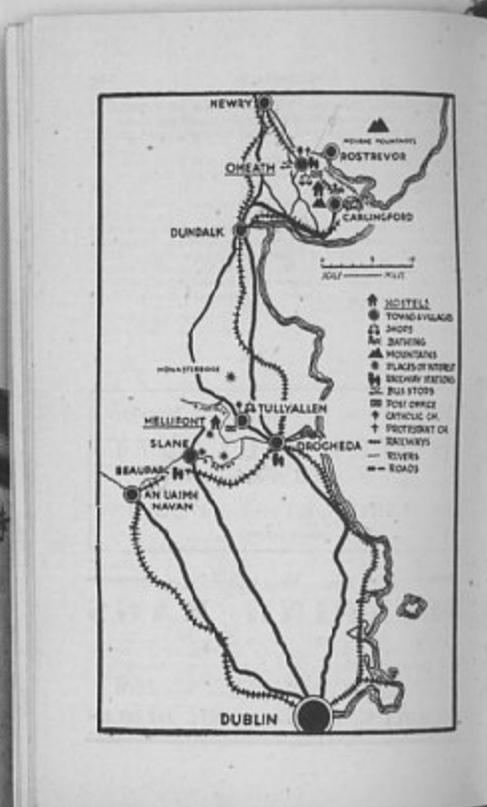 NEWRY
MOURNE MOUNTAINS
ROSTREVOR
OMEATH
CARLINGFORD
DUNDALK
SCALE MILES
HOSTELS
TOWNS & VILLAGES
SHOPS
BATHING
MOUNTAINS
PLACES OF INTEREST
RAILWAY STATIONS
BUS STOPS
POST OFFICE
CATHOLIC CH.
PROTESTANT CH.
RAILWAYS
RIVERS
ROADS
MONASTERBOICE
TULLYALLEN
MELLIFONT
SLANE
DROGHEDA
BEAUPARC
AN UAIMH
NAVAN
DUBLIN